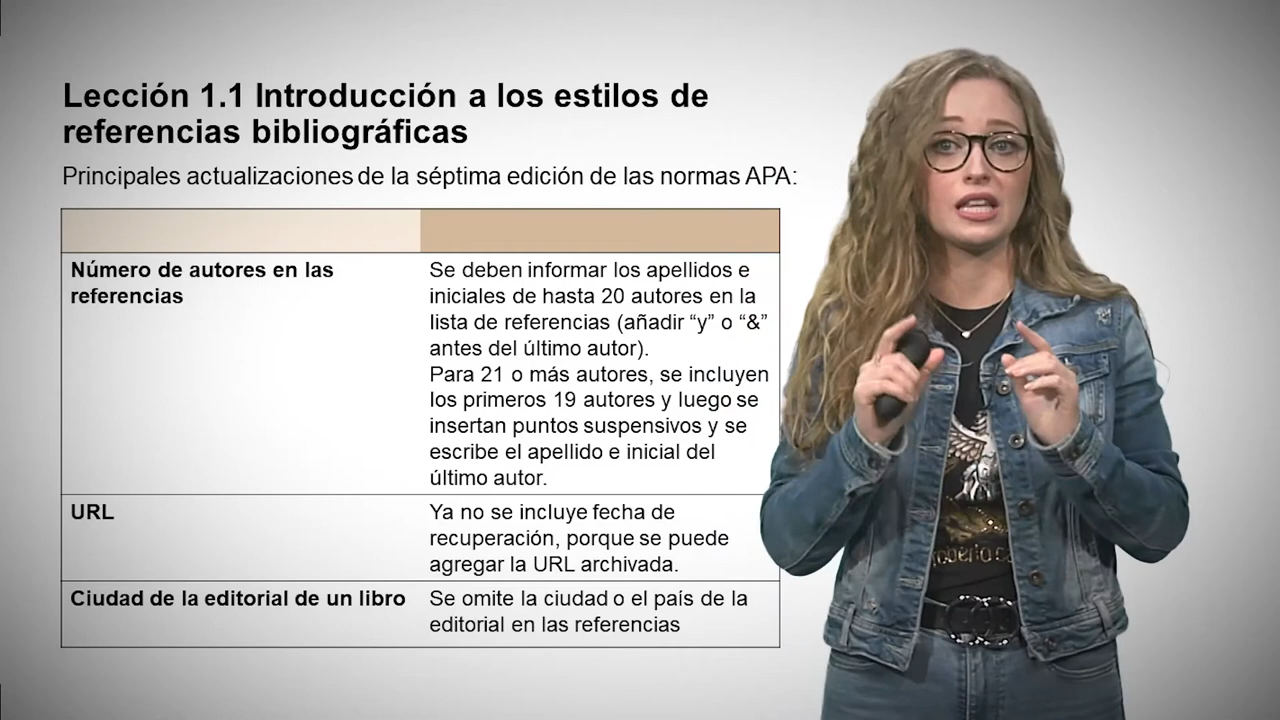 Lección 1.1 Introducción a los estilos de
referencias bibliográficas
Principales actualizaciones de la séptima edición de las normas APA:
Número de autores en las
referencias
Se deben informar los apellidos e
iniciales de hasta 20 autores en la
lista de referencias (añadir “y” o “&”
antes del último autor).
Para 21 o más autores, se incluyen
los primeros 19 autores y luego se
insertan puntos suspensivos y se
escribe el apellido e inicial del
último autor.
URL
Ya no se incluye fecha de
recuperación, porque se puede
agregar la URL archivada.
Ciudad de la editorial de un libro
Se omite la ciudad o el país de la
editorial en las referencias